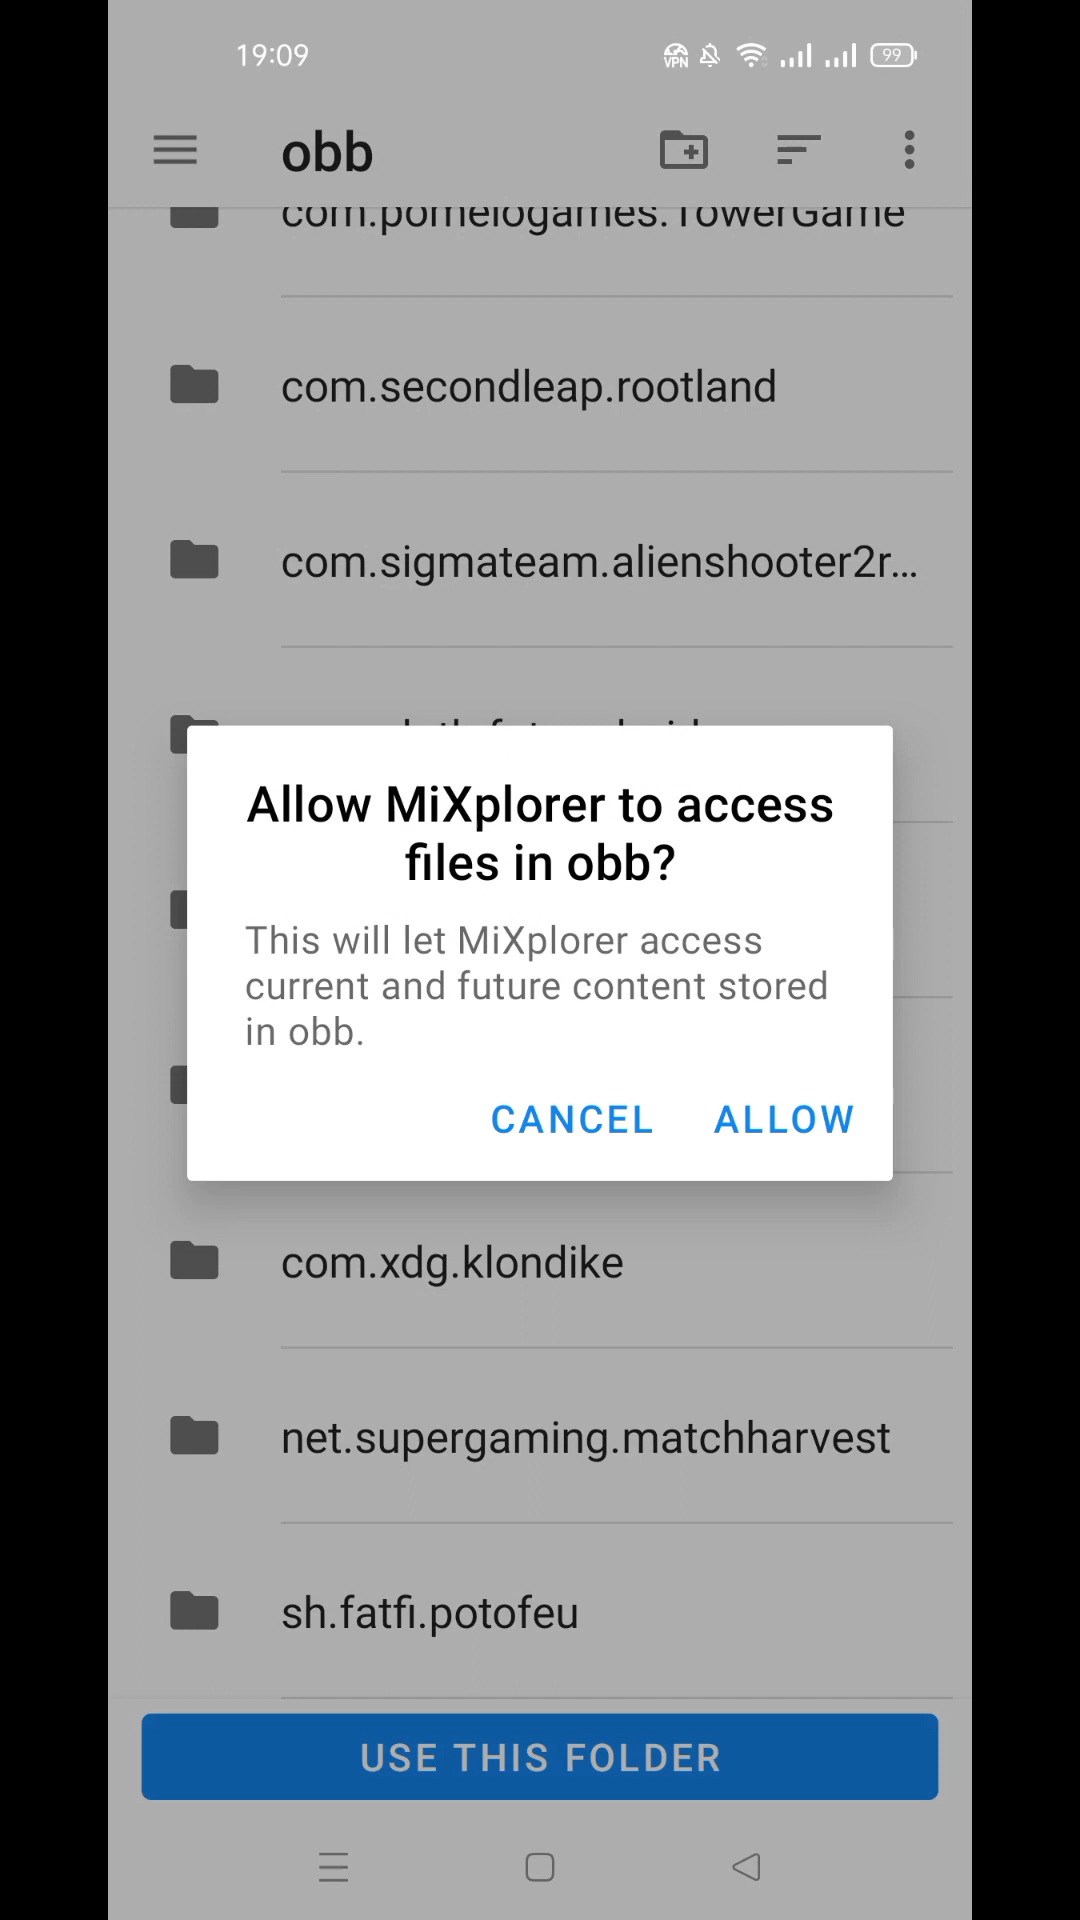 19:09
VPN
99
obb
com.pomelogames.TowerGame
com.secondleap.rootland
com.sigmateam.alienshooter2r...
Allow MiXplorer to access
files in obb?
This will let MiXplorer access
current and future content stored
in obb.
CANCEL ALLOW
com.xdg.klondike
net.supergaming.matchharvest
sh.fatfi.potofeu
USE THIS FOLDER